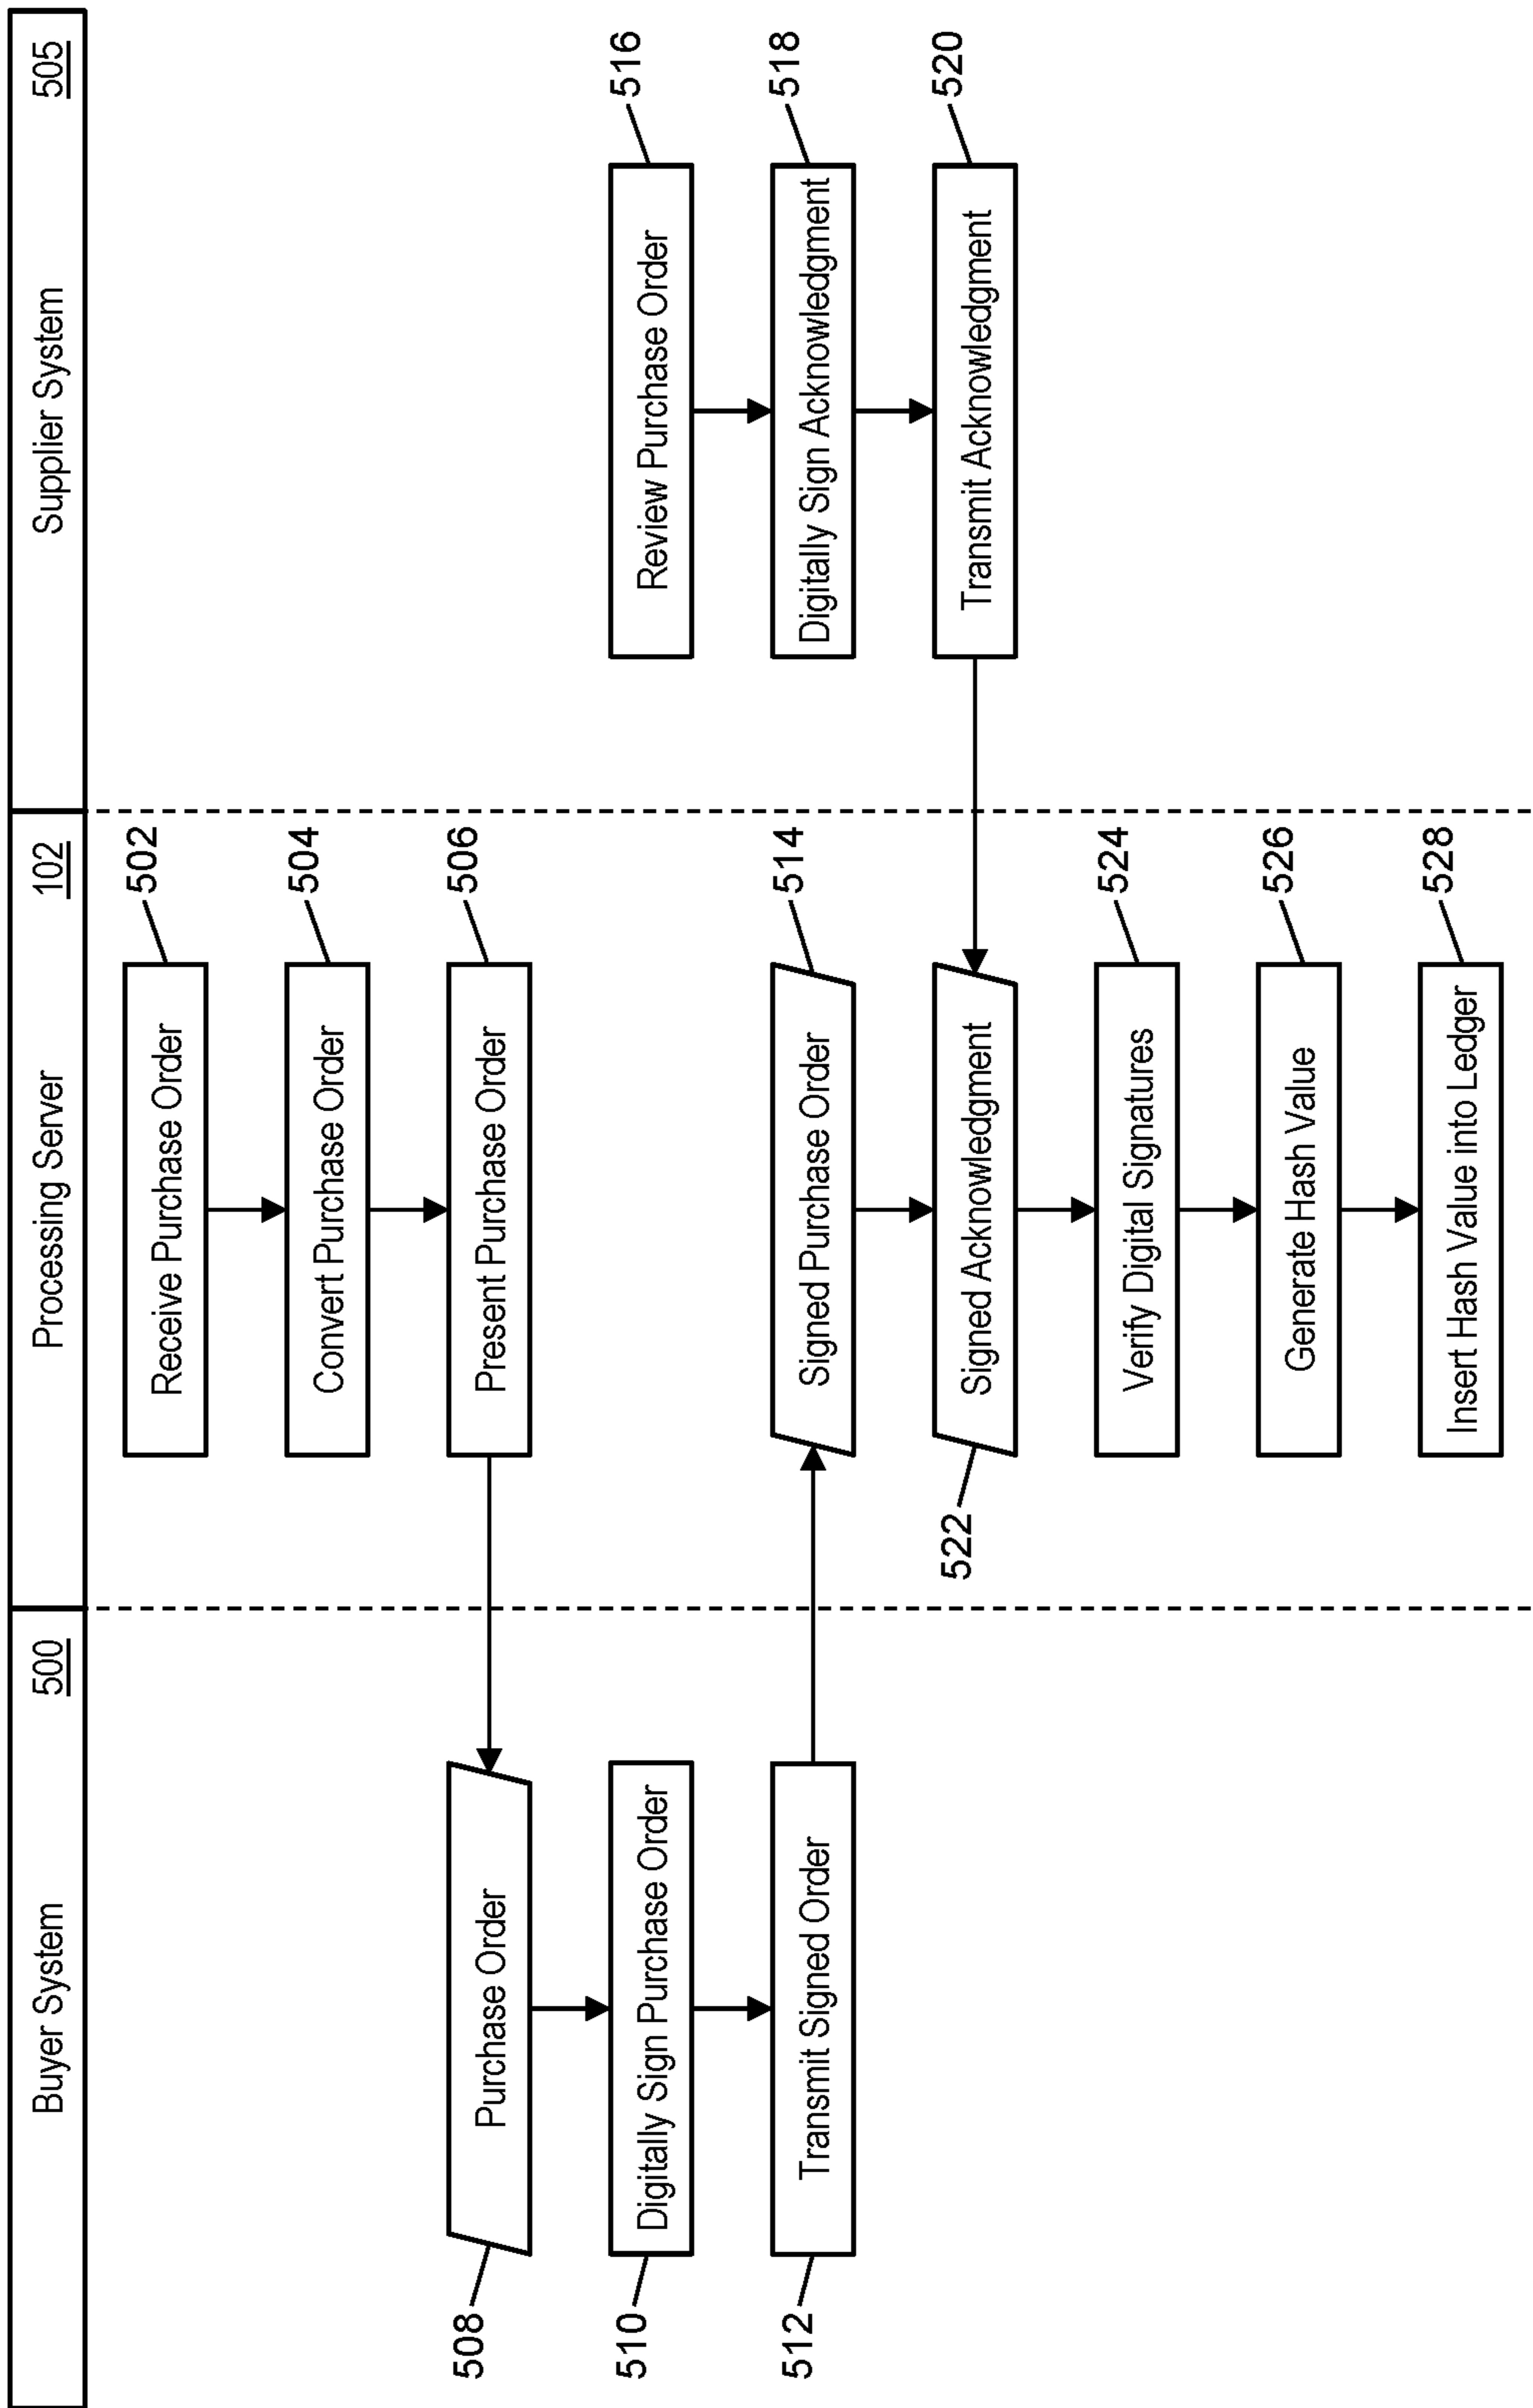 Buyer System
500
Processing Server
102
Supplier System
505
Receive Purchase Order
502
Convert Purchase Order
504
Present Purchase Order
506
508
Purchase Order
510
Digitally Sign Purchase Order
512
Transmit Signed Order
Signed Purchase Order
514
Review Purchase Order
516
Digitally Sign Acknowledgment
518
Transmit Acknowledgment
520
522
Signed Acknowledgment
Verify Digital Signatures
524
Generate Hash Value
526
Insert Hash Value into Ledger
528